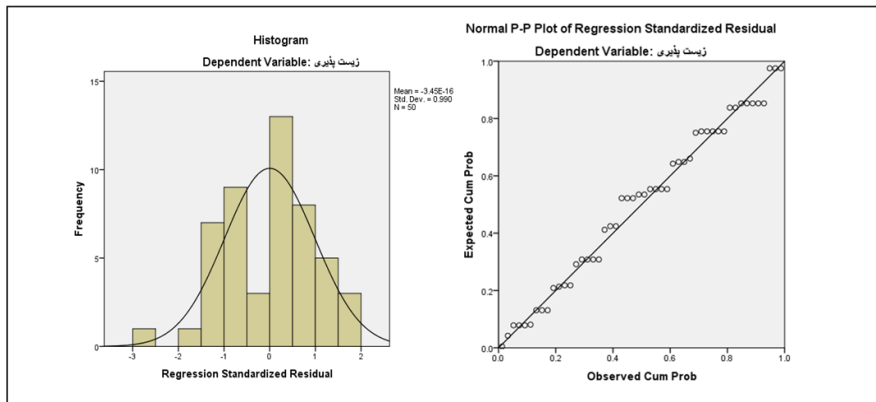 Histogram
Dependent Variable: زیست پذیری
Mean = -3.45E-16
Std. Dev. = 0.990
N = 50
15
10
5
0
Frequency
-3 -2 -1 0 1 2
Regression Standardized Residual
Normal P-P Plot of Regression Standardized Residual
Dependent Variable: زیست پذیری
1.0
0.8
0.6
0.4
0.2
0.0
Expected Cum Prob
0.0 0.2 0.4 0.6 0.8 1.0
Observed Cum Prob